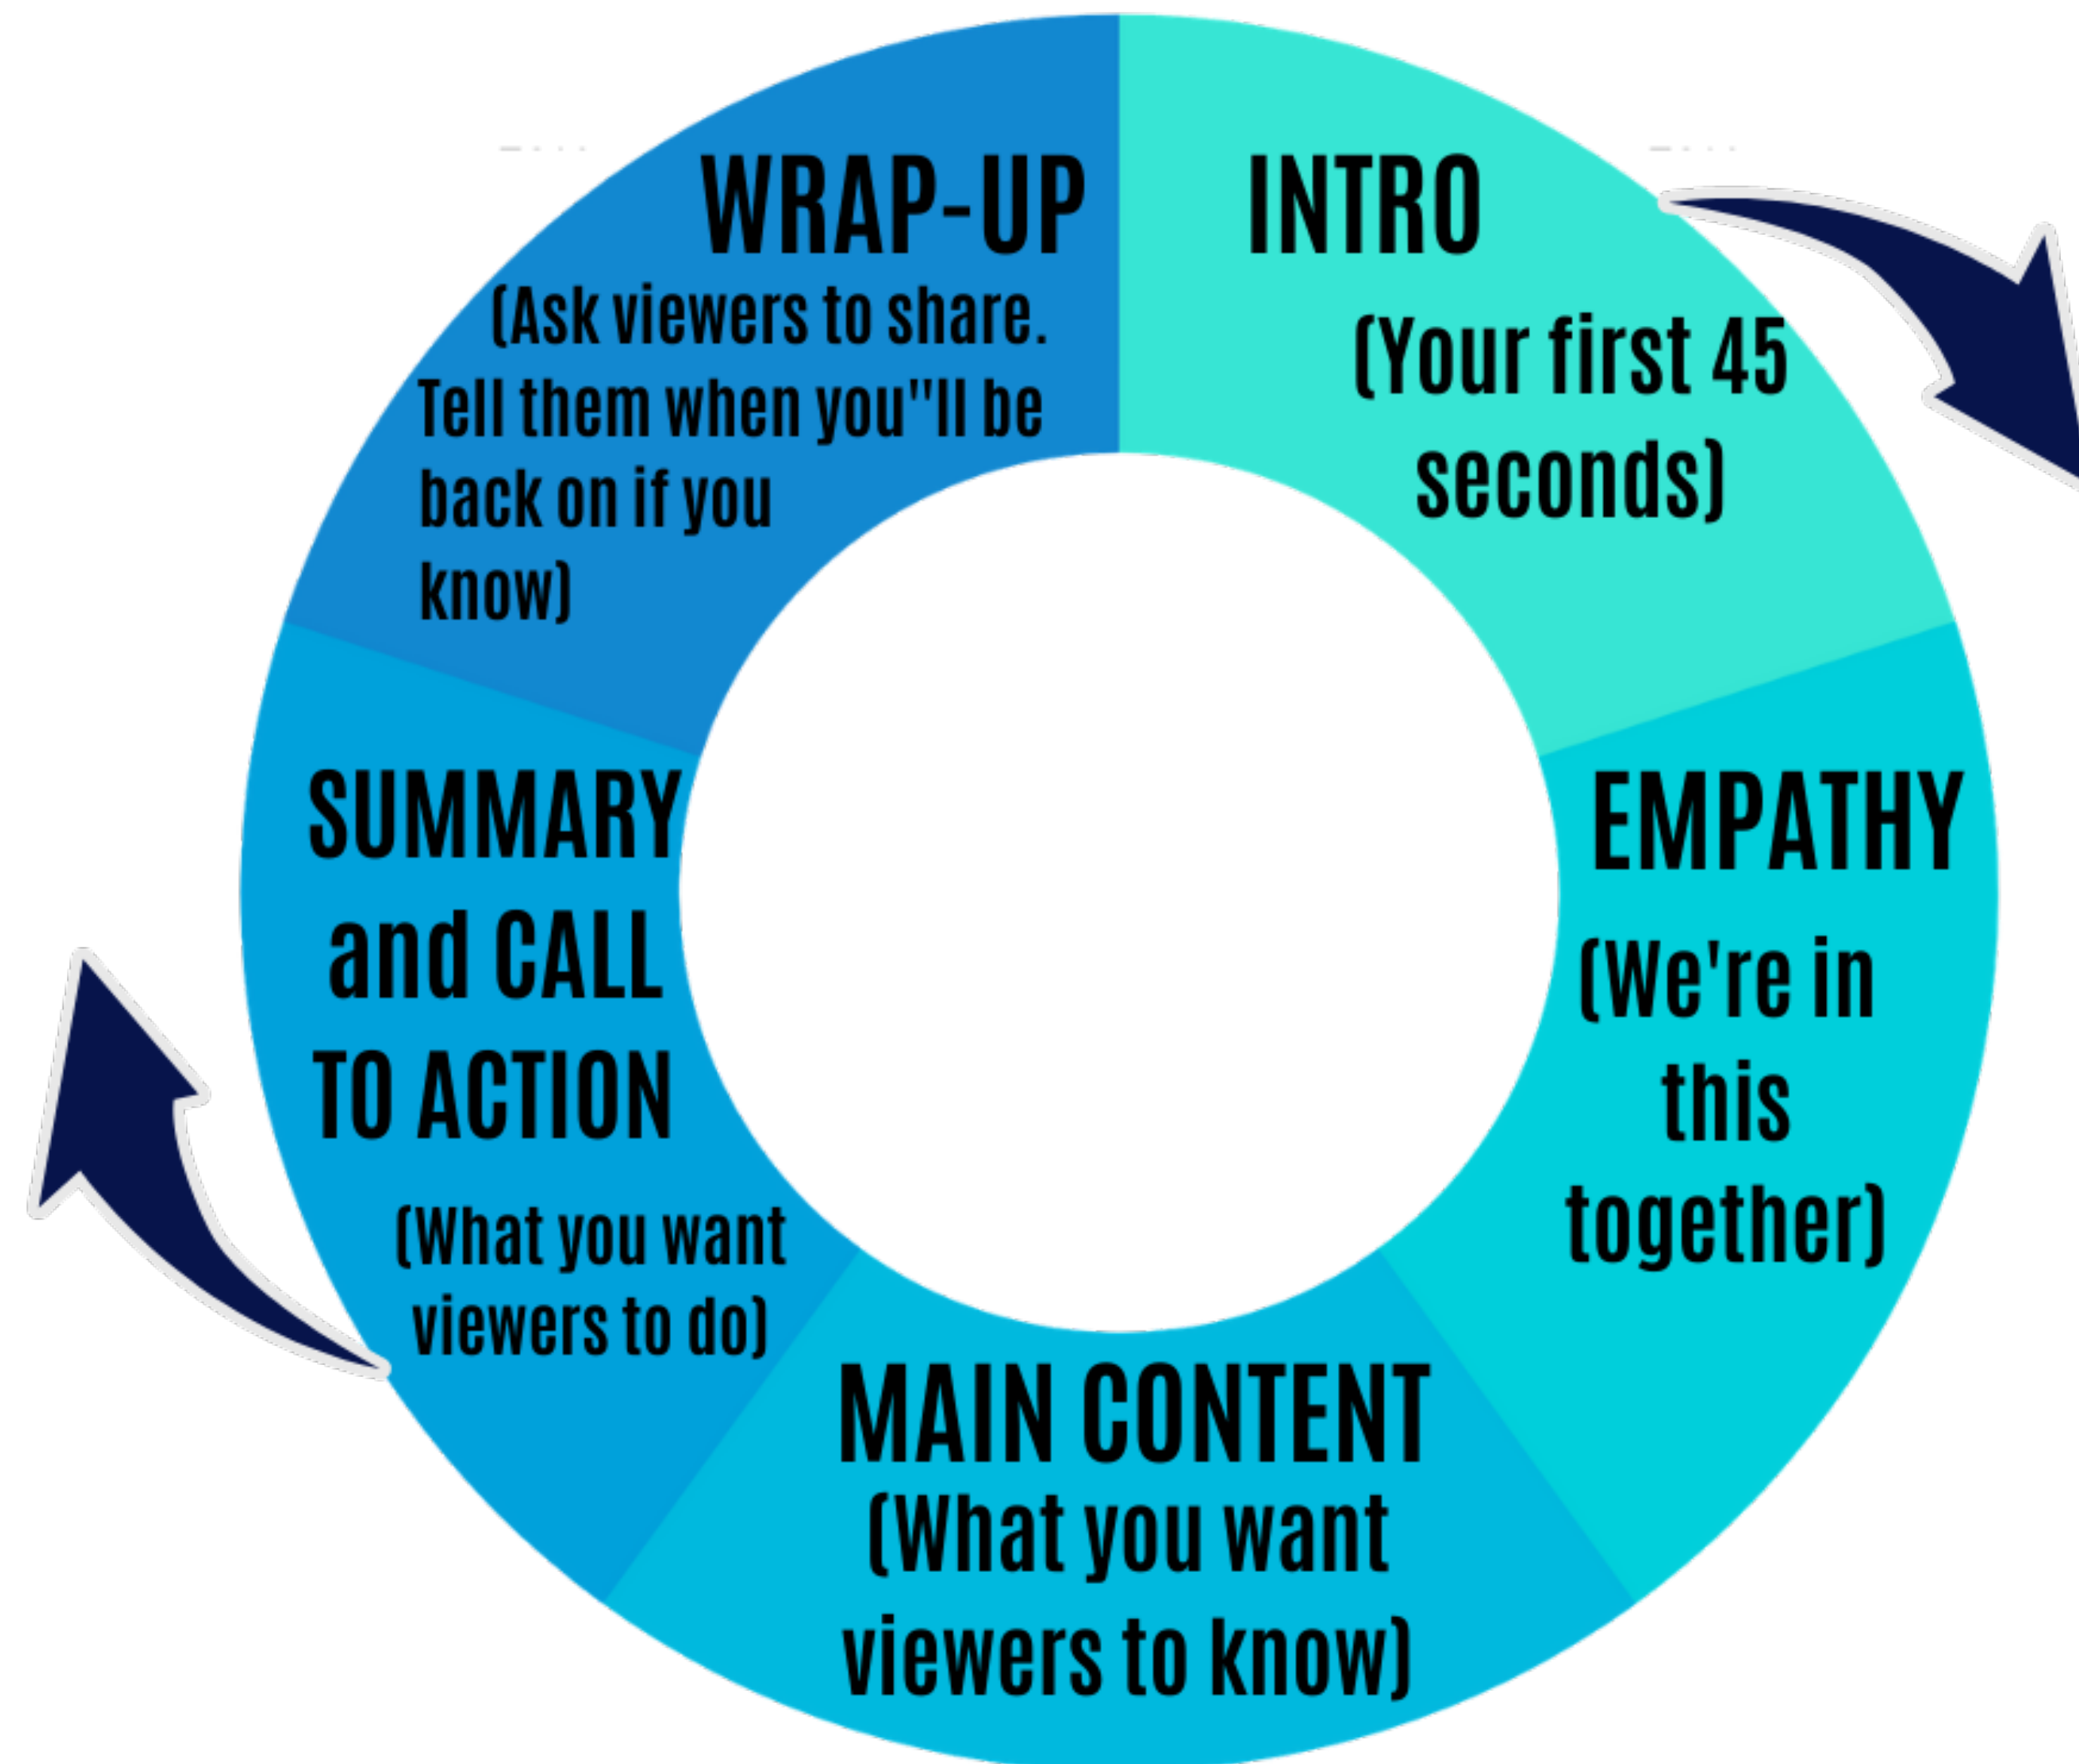 INTRO
(Your first 45
seconds)
EMPATHY
(We're in
this
together)
MAIN CONTENT
(What you want
viewers to know)
SUMMARY
and CALL
TO ACTION
(What you want
viewers to do)
WRAP-UP
(Ask viewers to share.
Tell them when you"ll be
back on if you
know)